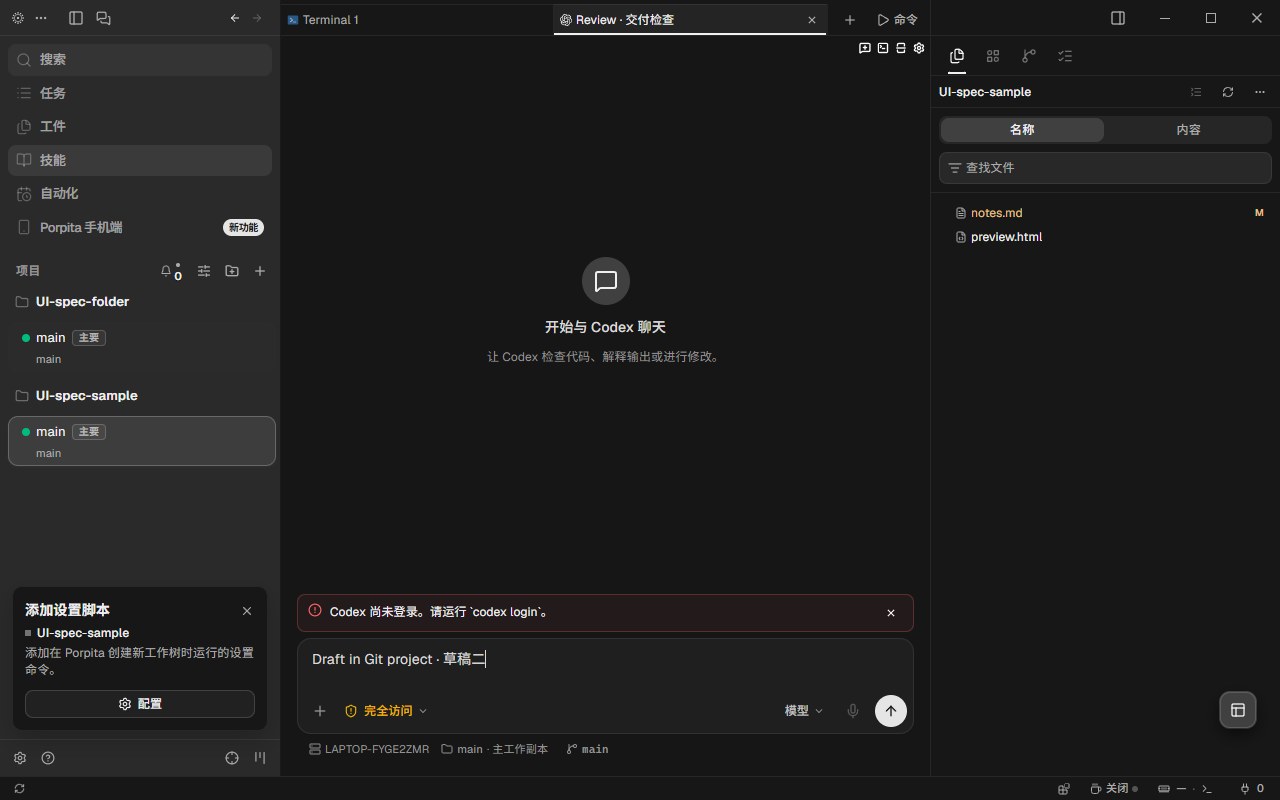 Terminal 1
Review · 交付检查
命令
搜索
任务
工件
技能
自动化
Porpita 手机端
新功能
项目
0
UI-spec-folder
main 主要
main
UI-spec-sample
main 主要
main
添加设置脚本
UI-spec-sample
添加在 Porpita 创建新工作树时运行的设置
命令。
配置
开始与 Codex 聊天
让 Codex 检查代码、解释输出或进行修改。
Codex 尚未登录。请运行 `codex login`。
Draft in Git project · 草稿二
完全访问
模型
LAPTOP-FYGE2ZMR
main · 主工作副本
main
UI-spec-sample
名称
内容
查找文件
notes.md
M
preview.html
关闭
0